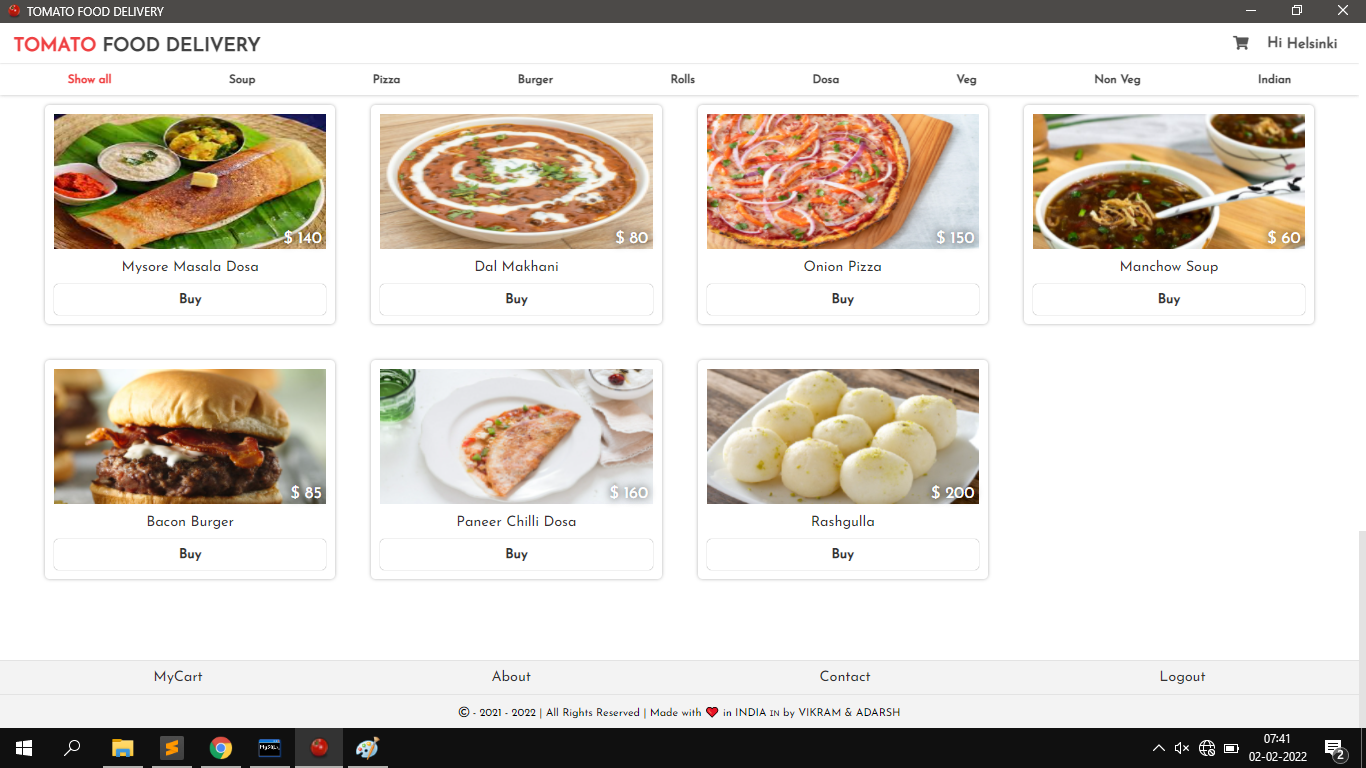 TOMATO FOOD DELIVERY
TOMATO FOOD DELIVERY
Hi Helsinki
Show all Soup Pizza Burger Rolls Dosa Veg Non Veg Indian
$ 140 $ 80 $ 150 $ 60
Mysore Masala Dosa Dal Makhani Onion Pizza Manchow Soup
Buy Buy Buy Buy
$ 85 $ 160 $ 200
Bacon Burger Paneer Chilli Dosa Rashgulla
Buy Buy Buy
MyCart About Contact Logout
© - 2021 - 2022 | All Rights Reserved | Made with ❤ in INDIA IN by VIKRAM & ADARSH
MySQL
07:41
02-02-2022
2